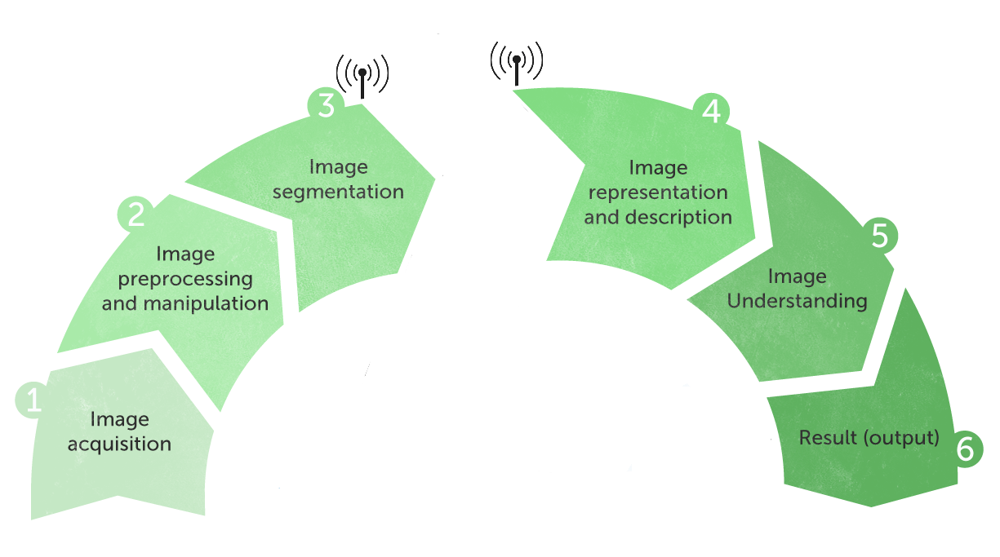 1
Image
acquisition
2
Image
preprocessing
and manipulation
3
Image
segmentation
4
Image
representation
and description
5
Image
Understanding
6
Result (output)